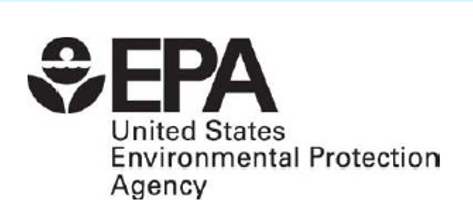 EPA
United States
Environmental Protection
Agency